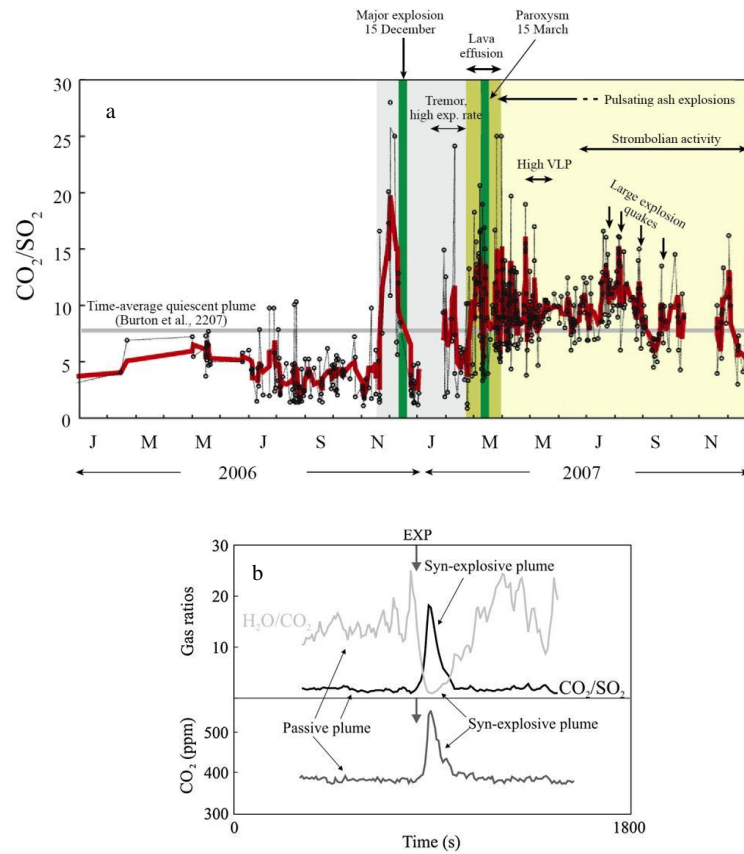 Major explosion
15 December
Lava
effusion
Paroxysm
15 March
a
Tremor,
high exp. rate
Pulsating ash explosions
Strombolian activity
High VLP
Large explosion
quakes
Time-average quiescent plume
(Burton et al., 2207)
CO₂/SO₂
30
25
20
15
10
5
0
J M M J S N J M M J S N
2006 2007
EXP
b
Syn-explosive plume
H₂O/CO₂
CO₂/SO₂
Passive plume
Syn-explosive plume
Gas ratios
30
20
10
CO₂ (ppm)
500
400
300
0 1800
Time (s)